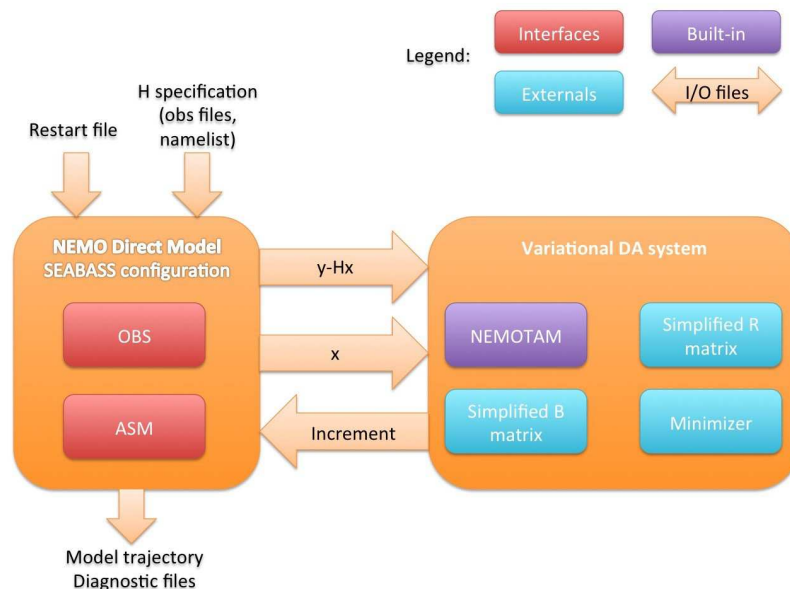 Legend:
Interfaces
Built-in
Externals
I/O files
Restart file
H specification
(obs files,
namelist)
NEMO Direct Model
SEABASS configuration
OBS
ASM
y-Hx
x
Increment
Variational DA system
NEMOTAM
Simplified R
matrix
Simplified B
matrix
Minimizer
Model trajectory
Diagnostic files